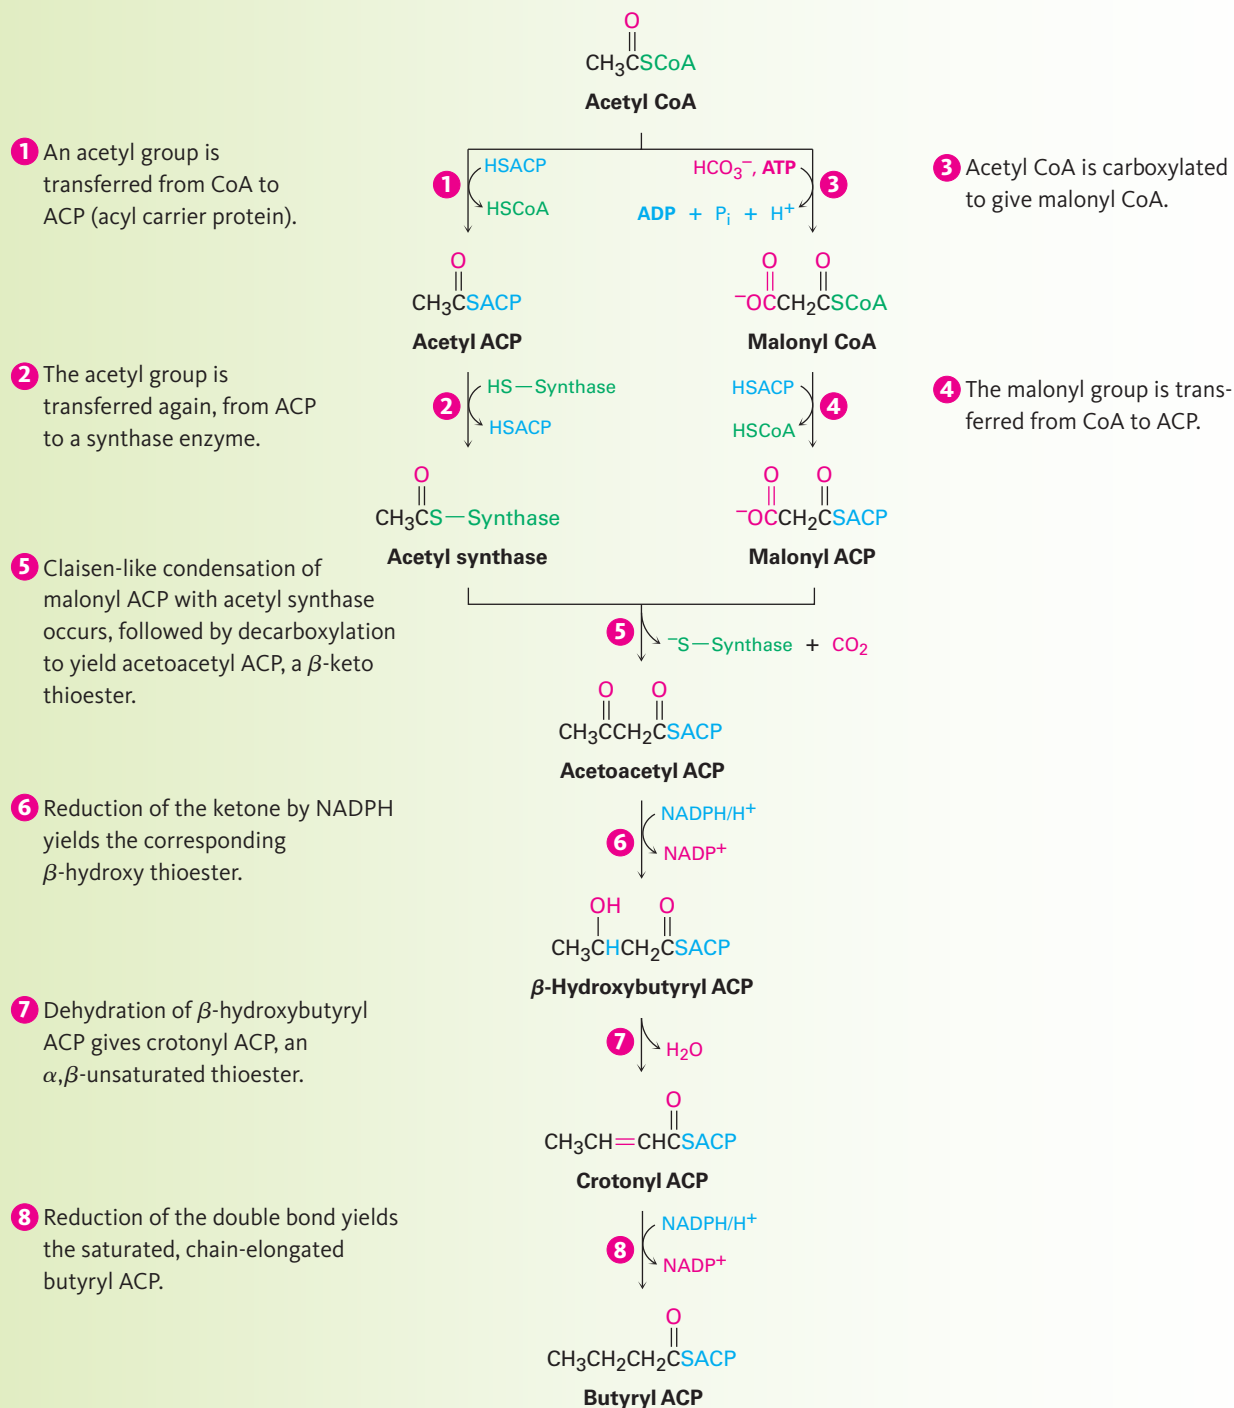 O
CH₃CSCoA
Acetyl CoA
1 An acetyl group is
transferred from CoA to
ACP (acyl carrier protein).
1
HSACP
HSCoA
HCO₃⁻, ATP
ADP + Pᵢ + H⁺
3
3 Acetyl CoA is carboxylated
to give malonyl CoA.
O
CH₃CSACP
Acetyl ACP
O O
⁻OCCH₂CSCoA
Malonyl CoA
2 The acetyl group is
transferred again, from ACP
to a synthase enzyme.
2
HS—Synthase
HSACP
HSACP
HSCoA
4
4 The malonyl group is trans-
ferred from CoA to ACP.
O
CH₃CS—Synthase
Acetyl synthase
O O
⁻OCCH₂CSACP
Malonyl ACP
5 Claisen-like condensation of
malonyl ACP with acetyl synthase
occurs, followed by decarboxylation
to yield acetoacetyl ACP, a β-keto
thioester.
5
⁻S—Synthase + CO₂
O O
CH₃CCH₂CSACP
Acetoacetyl ACP
6 Reduction of the ketone by NADPH
yields the corresponding
β-hydroxy thioester.
6
NADPH/H⁺
NADP⁺
OH O
CH₃CHCH₂CSACP
β-Hydroxybutyryl ACP
7 Dehydration of β-hydroxybutyryl
ACP gives crotonyl ACP, an
α,β-unsaturated thioester.
7
H₂O
O
CH₃CH=CHCSACP
Crotonyl ACP
8 Reduction of the double bond yields
the saturated, chain-elongated
butyryl ACP.
8
NADPH/H⁺
NADP⁺
O
CH₃CH₂CH₂CSACP
Butyryl ACP